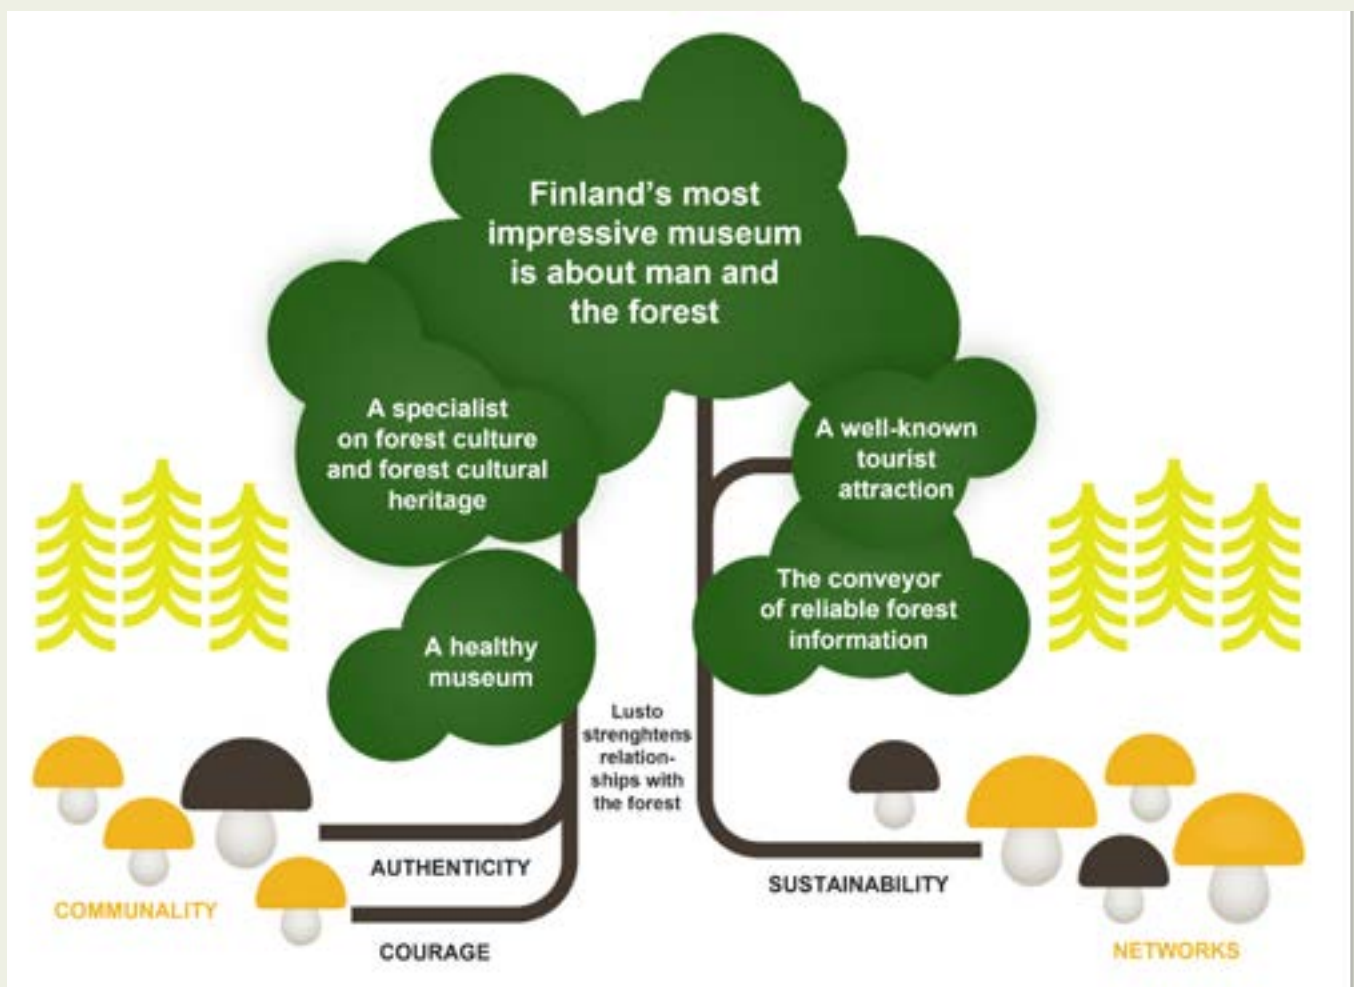 Finland's most
impressive museum
is about man and
the forest
A specialist
on forest culture
and forest cultural
heritage
A well-known
tourist
attraction
The conveyor
of reliable forest
information
A healthy
museum
Lusto
strenghtens
relation-
ships with
the forest
AUTHENTICITY
SUSTAINABILITY
COMMUNALITY
COURAGE
NETWORKS